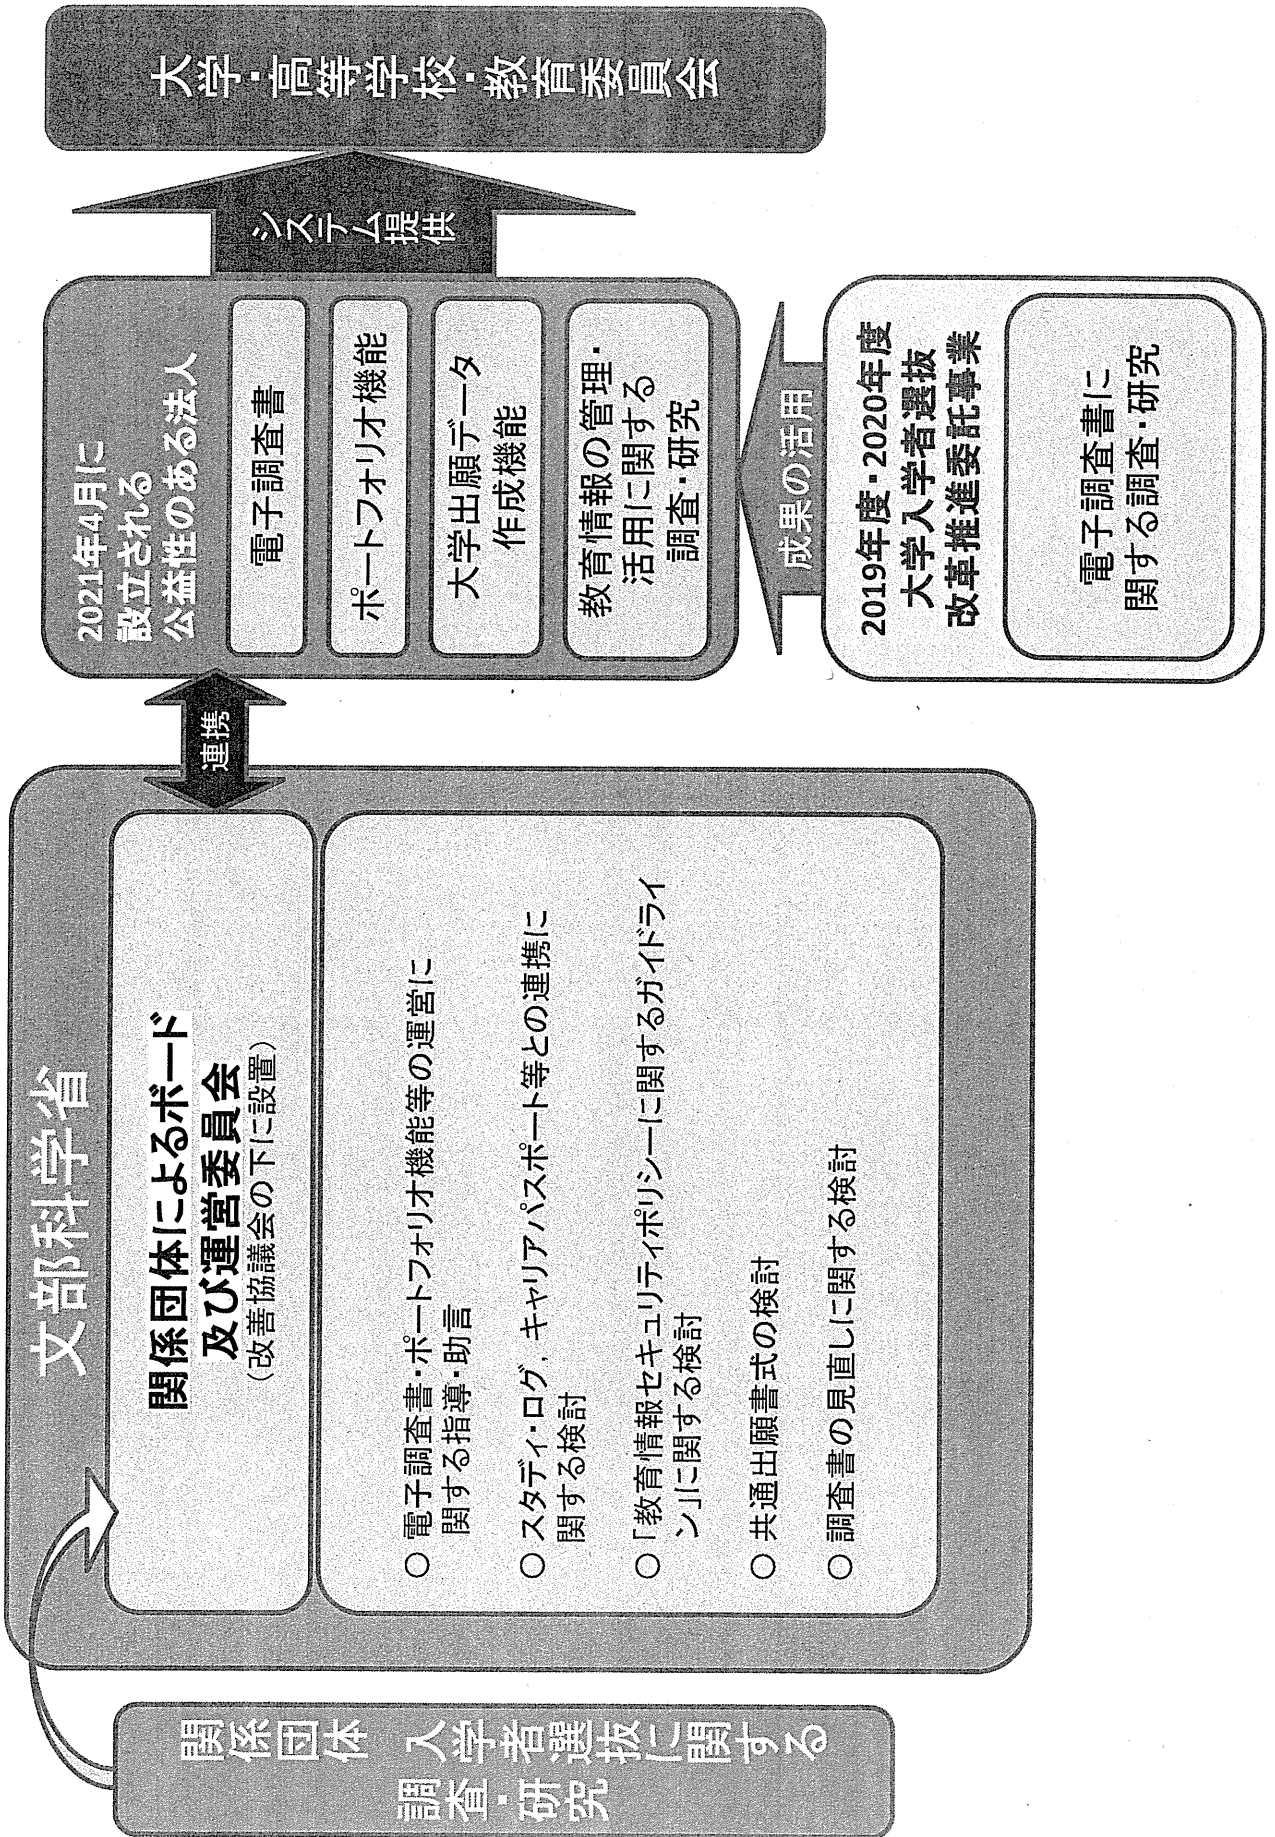 関係団体　入学者選抜に関する
調査・研究
文部科学省
関係団体によるボード
及び運営委員会
（改善協議会の下に設置）
○ 電子調査書・ポートフォリオ機能等の運営に
関する指導・助言
○ スタディ・ログ，キャリアパスポート等との連携に
関する検討
○ 「教育情報セキュリティポリシーに関するガイドライ
ン」に関する検討
○ 共通出願書式の検討
○ 調査書の見直しに関する検討
連携
2021年4月に
設立される
公益性のある法人
電子調査書
ポートフォリオ機能
大学出願データ
作成機能
教育情報の管理・
活用に関する
調査・研究
成果の活用
2019年度・2020年度
大学入学者選抜
改革推進委託事業
電子調査書に
関する調査・研究
システム提供
大学・高等学校・教育委員会